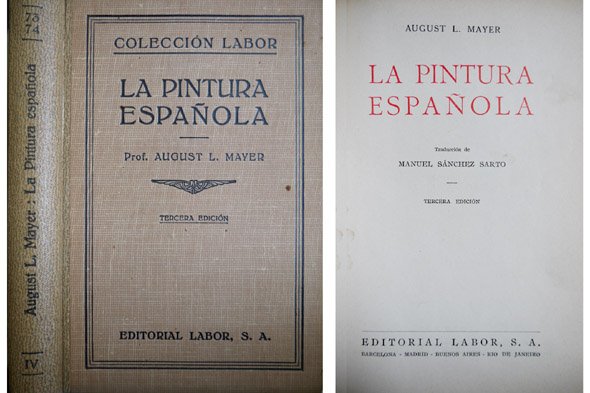 August L. Mayer : La Pintura española
IV
COLECCIÓN LABOR
LA PINTURA
ESPAÑOLA
Prof. AUGUST L. MAYER
TERCERA EDICIÓN
EDITORIAL LABOR, S. A.
AUGUST L. MAYER
LA PINTURA
ESPAÑOLA
Traducción de
MANUEL SÁNCHEZ SARTO
TERCERA EDICIÓN
EDITORIAL LABOR, S. A.
BARCELONA - MADRID - BUENOS AIRES - RIO DE JANEIRO